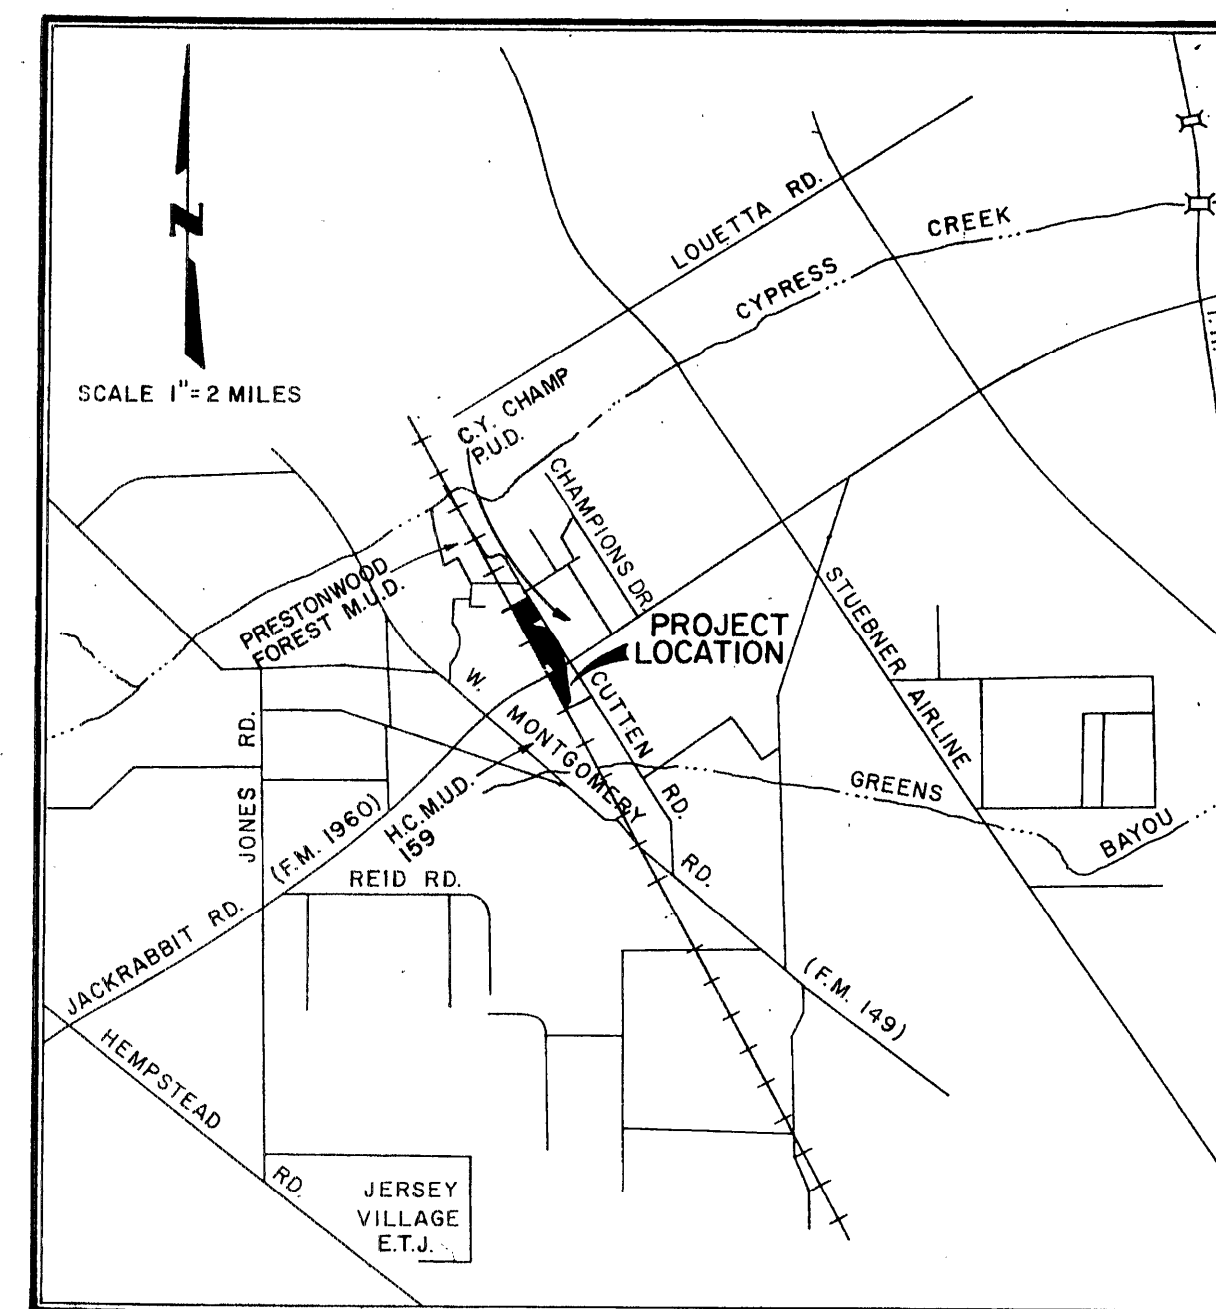 N
SCALE 1"=2 MILES
LOUETTA RD.
CYPRESS CREEK
C.Y. CHAMP
P.U.D.
CHAMPIONS DR.
PRESTONWOOD
FOREST M.U.D.
PROJECT
LOCATION
STUEBNER AIRLINE
W. MONTGOMERY RD.
(F.M. 149)
CUTTEN RD.
GREENS BAYOU
H.C.M.U.D.
159
JONES RD.
(F.M. 1960)
REID RD.
JACKRABBIT RD.
HEMPSTEAD RD.
JERSEY
VILLAGE
E.T.J.